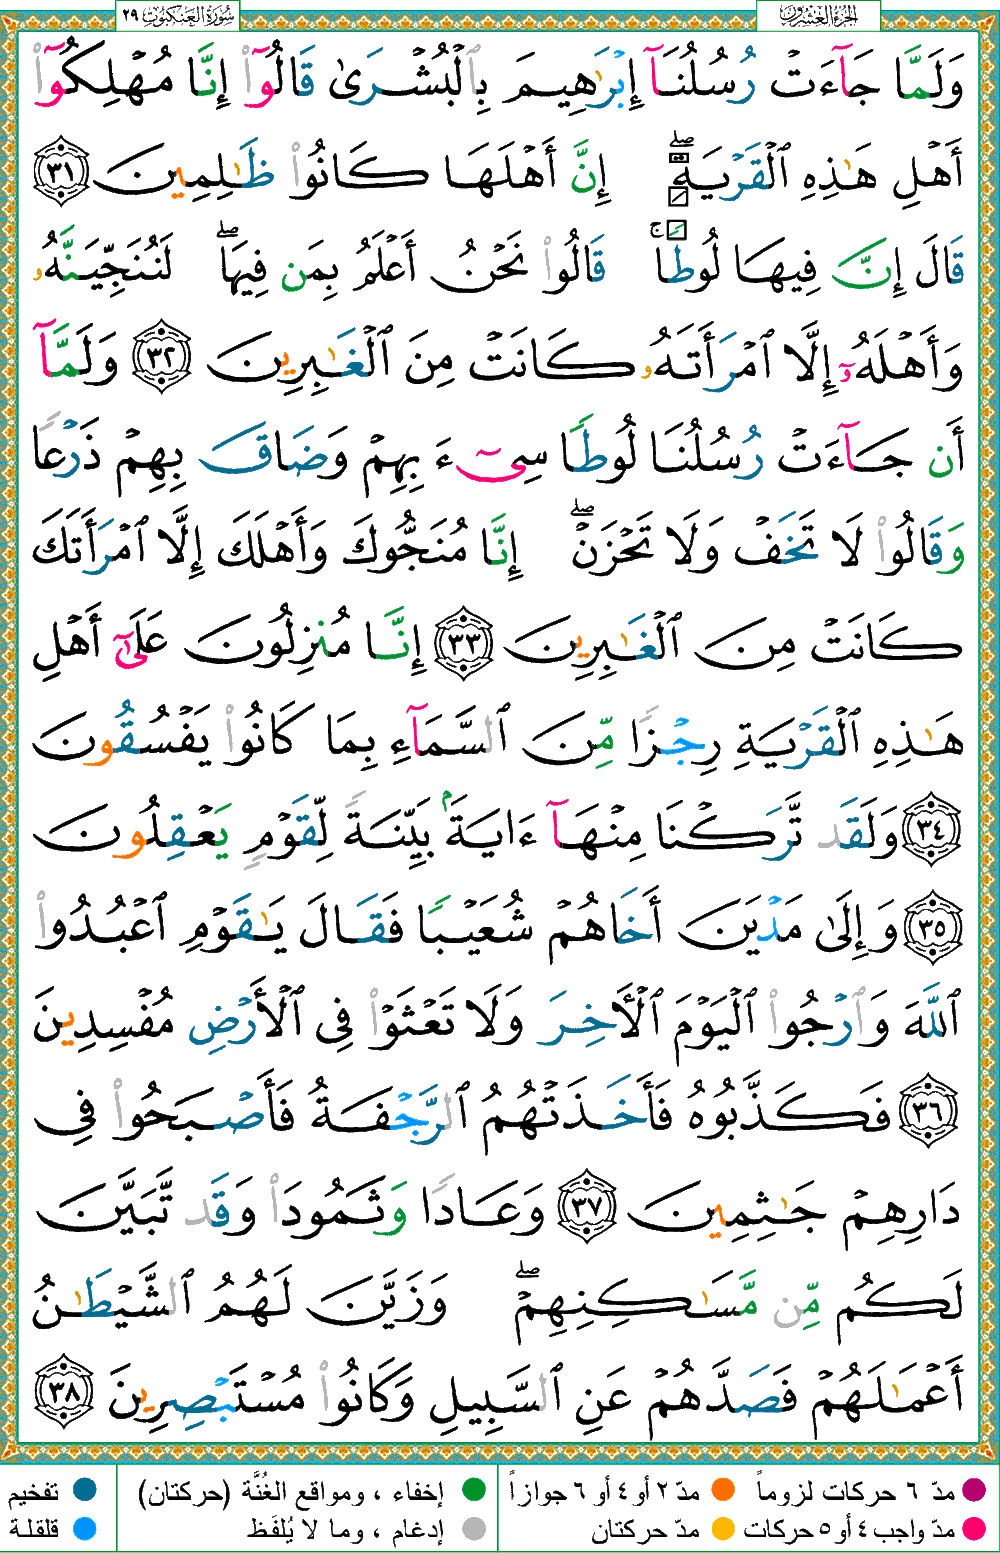 الجزء العشرون
سورة العنكبوت ٢٩
وَلَمَّا جَآءَتْ رُسُلُنَآ إِبْرَٰهِيمَ بِٱلْبُشْرَىٰ قَالُوٓا۟ إِنَّا مُهْلِكُوٓا۟
أَهْلِ هَٰذِهِ ٱلْقَرْيَةِ ۖ إِنَّ أَهْلَهَا كَانُوا۟ ظَٰلِمِينَ ٣١
قَالَ إِنَّ فِيهَا لُوطًا ۚ قَالُوا۟ نَحْنُ أَعْلَمُ بِمَن فِيهَا ۖ لَنُنَجِّيَنَّهُۥ
وَأَهْلَهُۥٓ إِلَّا ٱمْرَأَتَهُۥ كَانَتْ مِنَ ٱلْغَٰبِرِينَ ٣٢ وَلَمَّآ
أَن جَآءَتْ رُسُلُنَا لُوطًا سِىٓءَ بِهِمْ وَضَاقَ بِهِمْ ذَرْعًا
وَقَالُوا۟ لَا تَخَفْ وَلَا تَحْزَنْ ۖ إِنَّا مُنَجُّوكَ وَأَهْلَكَ إِلَّا ٱمْرَأَتَكَ
كَانَتْ مِنَ ٱلْغَٰبِرِينَ ٣٣ إِنَّا مُنزِلُونَ عَلَىٰٓ أَهْلِ
هَٰذِهِ ٱلْقَرْيَةِ رِجْزًا مِّنَ ٱلسَّمَآءِ بِمَا كَانُوا۟ يَفْسُقُونَ
٣٤ وَلَقَد تَّرَكْنَا مِنْهَآ ءَايَةًۢ بَيِّنَةً لِّقَوْمٍ يَعْقِلُونَ
٣٥ وَإِلَىٰ مَدْيَنَ أَخَاهُمْ شُعَيْبًا فَقَالَ يَٰقَوْمِ ٱعْبُدُوا۟
ٱللَّهَ وَٱرْجُوا۟ ٱلْيَوْمَ ٱلْأَخِرَ وَلَا تَعْثَوْا۟ فِى ٱلْأَرْضِ مُفْسِدِينَ
٣٦ فَكَذَّبُوهُ فَأَخَذَتْهُمُ ٱلرَّجْفَةُ فَأَصْبَحُوا۟ فِى
دَارِهِمْ جَٰثِمِينَ ٣٧ وَعَادًا وَثَمُودَا۟ وَقَد تَّبَيَّنَ
لَكُم مِّن مَّسَٰكِنِهِمْ ۖ وَزَيَّنَ لَهُمُ ٱلشَّيْطَٰنُ
أَعْمَٰلَهُمْ فَصَدَّهُمْ عَنِ ٱلسَّبِيلِ وَكَانُوا۟ مُسْتَبْصِرِينَ ٣٨
مدّ ٦ حركات لزوماً
مدّ ٢ أو ٤ أو ٦ جوازاً
إخفاء ، ومواقع الغُنَّة (حركتان)
تفخيم
مدّ واجب ٤ أو ٥ حركات
مدّ حركتان
إدغام ، وما لا يُلفَظ
قلقلة